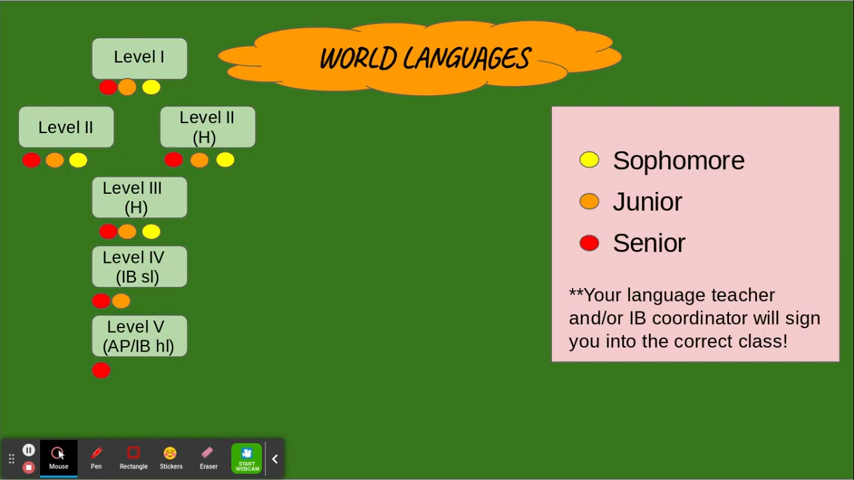 WORLD LANGUAGES
Level I
Level II
Level II
(H)
Level III
(H)
Level IV
(IB sl)
Level V
(AP/IB hl)
Sophomore
Junior
Senior
**Your language teacher
and/or IB coordinator will sign
you into the correct class!
Mouse
Pen
Rectangle
Stickers
Eraser
START
WEBCAM